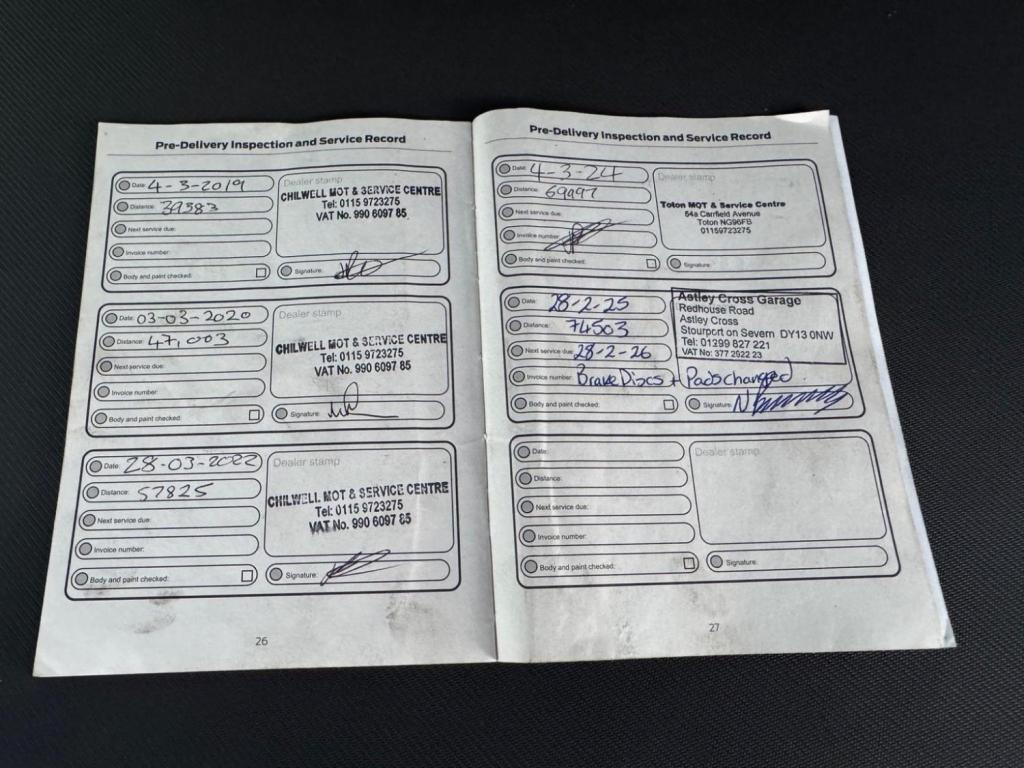 Pre-Delivery Inspection and Service Record
Date: 4-3-2019
Distance: 39383
Next service due:
Invoice number:
Body and paint checked:
Dealer stamp
CHILWELL MOT & SERVICE CENTRE
Tel: 0115 9723275
VAT No. 990 6097 85
Signature:
Date: 03-03-2020
Distance: 47,003
Next service due:
Invoice number:
Body and paint checked:
Dealer stamp
CHILWELL MOT & SERVICE CENTRE
Tel: 0115 9723275
VAT No. 990 6097 85
Signature:
Date: 28-03-2022
Distance: 57825
Next service due:
Invoice number:
Body and paint checked:
Dealer stamp
CHILWELL MOT & SERVICE CENTRE
Tel: 0115 9723275
VAT No. 990 6097 85
Signature:
26
Pre-Delivery Inspection and Service Record
Date: 4-3-24
Distance: 69997
Next service due:
Invoice number:
Body and paint checked:
Dealer stamp
Toton MOT & Service Centre
54a Carrfield Avenue
Toton NG96FB
01159723275
Signature:
Date: 28-2-25
Distance: 74503
Next service due: 28-2-26
Invoice number: Brake Discs + Pads changed.
Body and paint checked:
Astley Cross Garage
Redhouse Road
Astley Cross
Stourport on Severn DY13 0NW
Tel: 01299 827 221
VAT No: 377 2922 23
Signature:
Date:
Distance:
Next service due:
Invoice number:
Body and paint checked:
Dealer stamp
Signature:
27